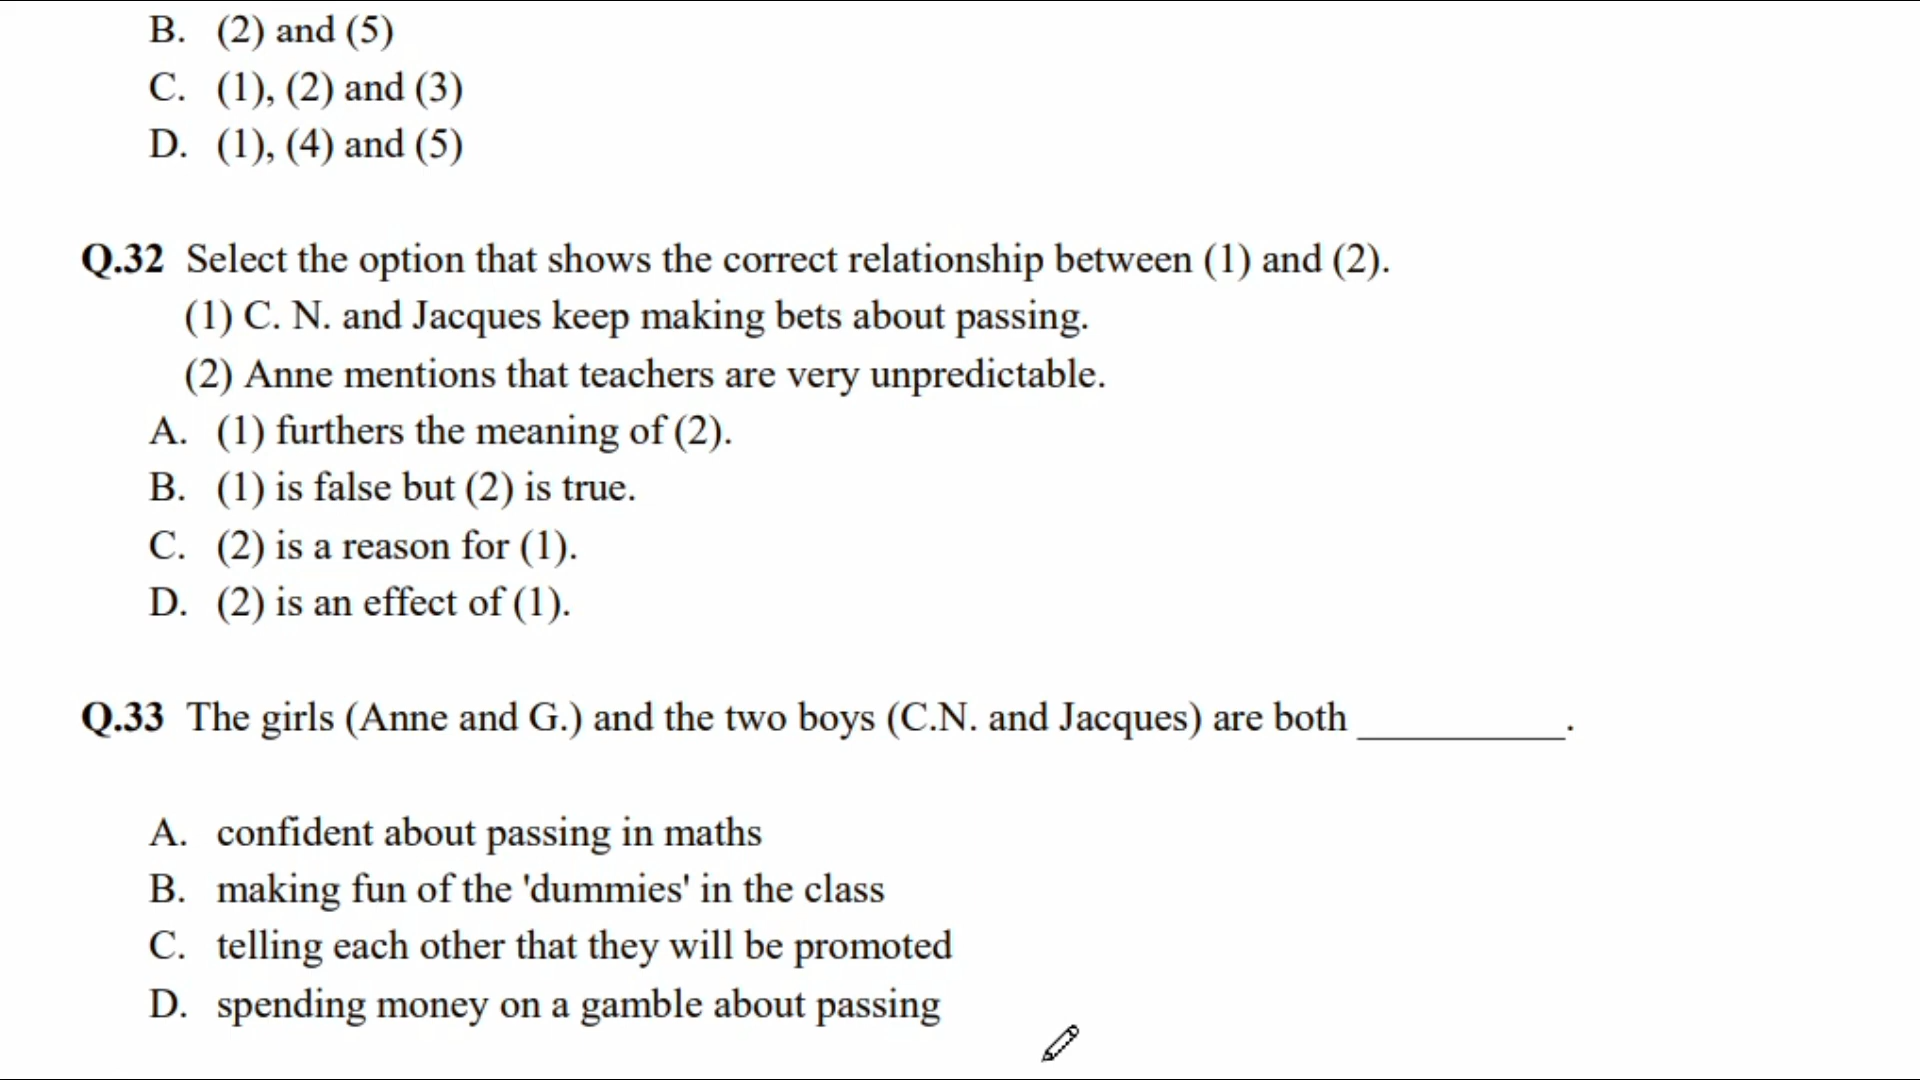 B. (2) and (5)
C. (1), (2) and (3)
D. (1), (4) and (5)
Q.32 Select the option that shows the correct relationship between (1) and (2).
(1) C. N. and Jacques keep making bets about passing.
(2) Anne mentions that teachers are very unpredictable.
A. (1) furthers the meaning of (2).
B. (1) is false but (2) is true.
C. (2) is a reason for (1).
D. (2) is an effect of (1).
Q.33 The girls (Anne and G.) and the two boys (C.N. and Jacques) are both __________.
A. confident about passing in maths
B. making fun of the 'dummies' in the class
C. telling each other that they will be promoted
D. spending money on a gamble about passing